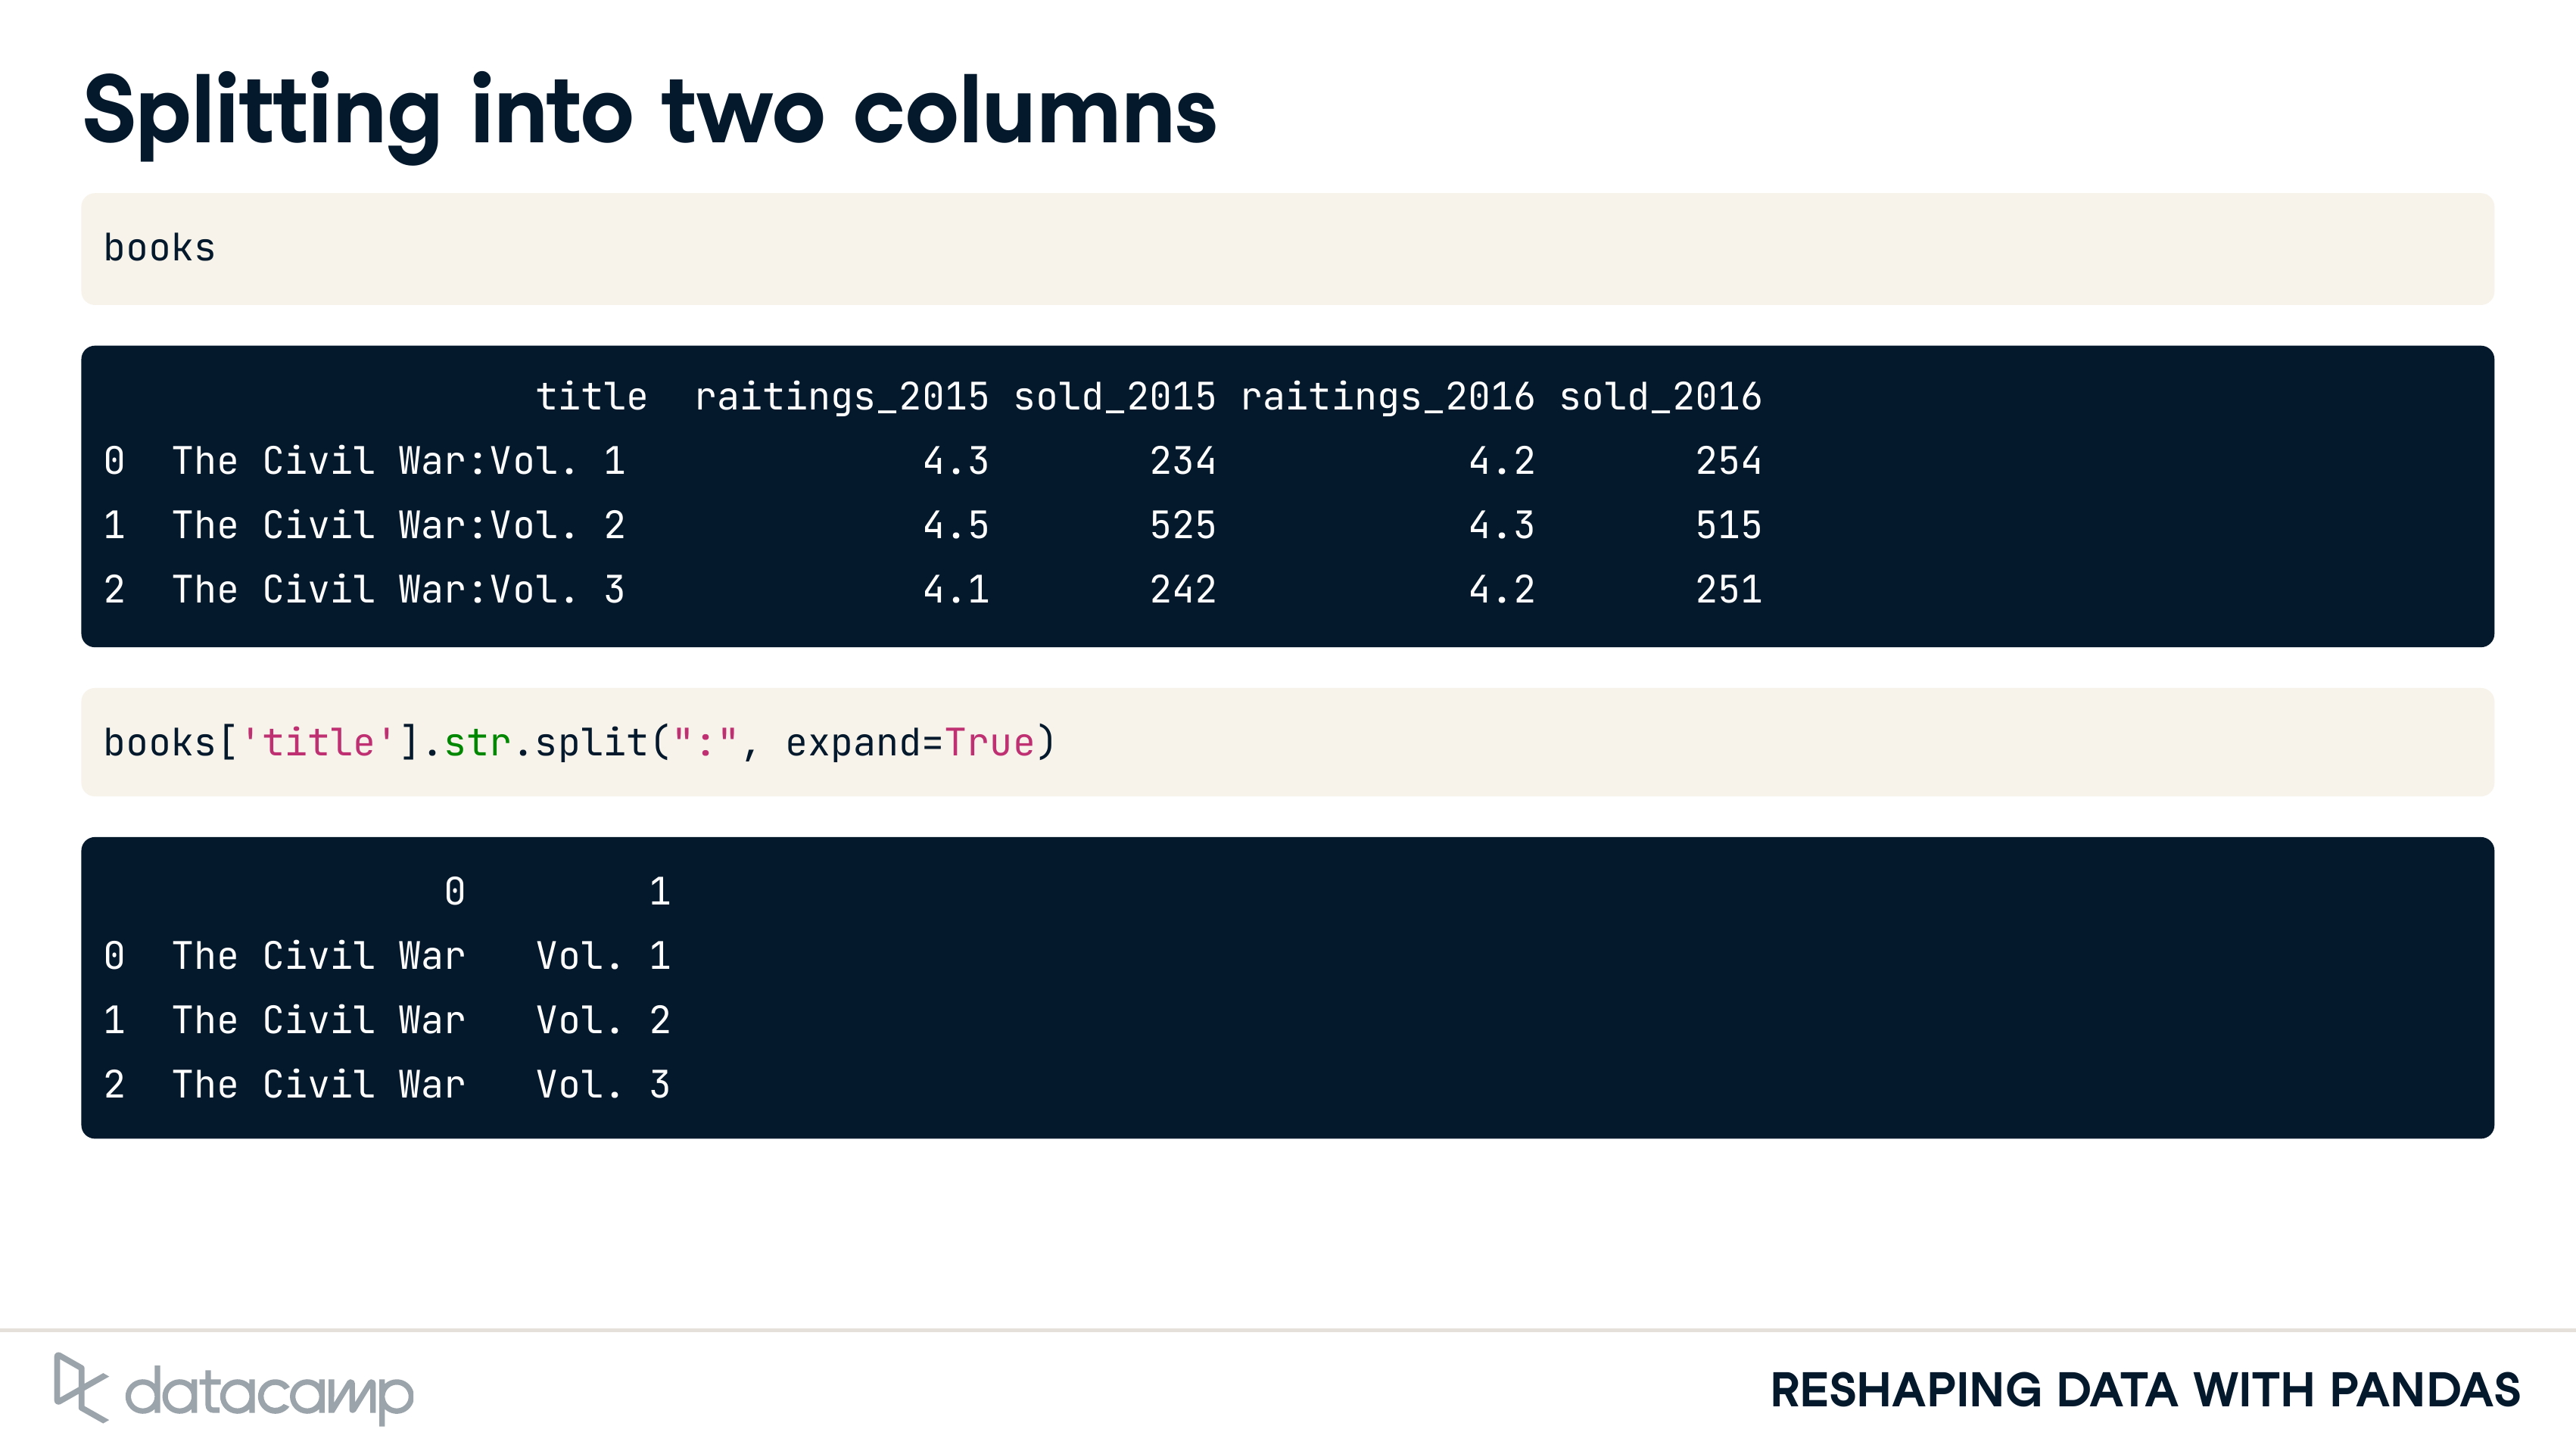 Splitting into two columns
books
title raitings_2015 sold_2015 raitings_2016 sold_2016
0 The Civil War:Vol. 1 4.3 234 4.2 254
1 The Civil War:Vol. 2 4.5 525 4.3 515
2 The Civil War:Vol. 3 4.1 242 4.2 251
books['title'].str.split(":", expand=True)
0 1
0 The Civil War Vol. 1
1 The Civil War Vol. 2
2 The Civil War Vol. 3
datacamp
RESHAPING DATA WITH PANDAS